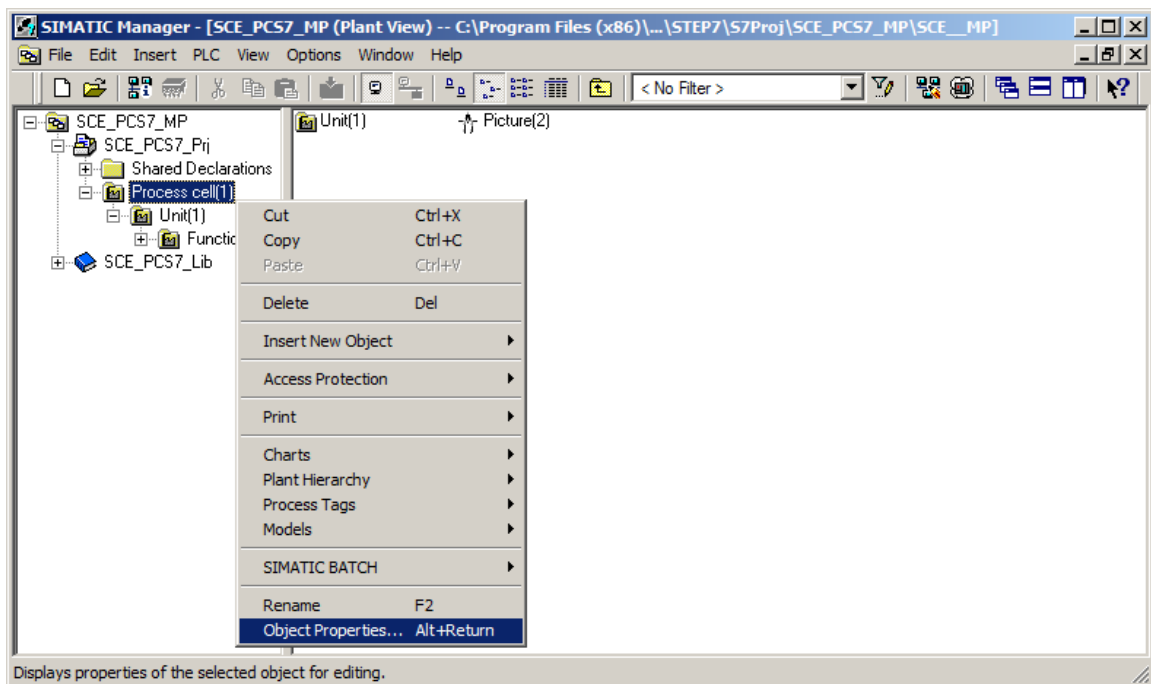 SIMATIC Manager - [SCE_PCS7_MP (Plant View) -- C:\Program Files (x86)\...\STEP7\S7Proj\SCE_PCS7_MP\SCE__MP]
File Edit Insert PLC View Options Window Help
< No Filter >
SCE_PCS7_MP
SCE_PCS7_Prj
Shared Declarations
Process cell(1)
Unit(1)
Functio
SCE_PCS7_Lib
Unit(1) Picture(2)
Cut Ctrl+X
Copy Ctrl+C
Paste Ctrl+V
Delete Del
Insert New Object
Access Protection
Print
Charts
Plant Hierarchy
Process Tags
Models
SIMATIC BATCH
Rename F2
Object Properties... Alt+Return
Displays properties of the selected object for editing.